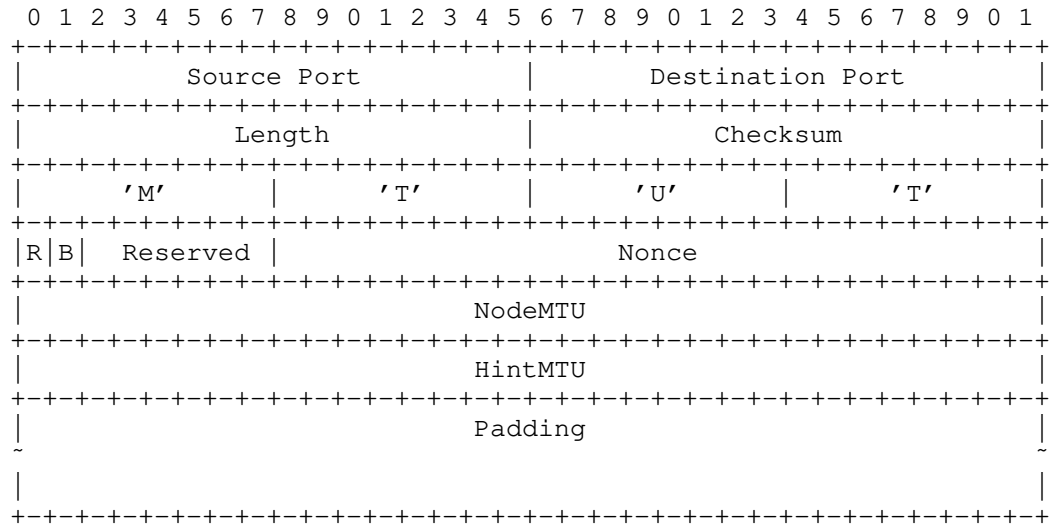 0 1 2 3 4 5 6 7 8 9 0 1 2 3 4 5 6 7 8 9 0 1 2 3 4 5 6 7 8 9 0 1
+-+-+-+-+-+-+-+-+-+-+-+-+-+-+-+-+-+-+-+-+-+-+-+-+-+-+-+-+-+-+-+-+
| Source Port | Destination Port |
+-+-+-+-+-+-+-+-+-+-+-+-+-+-+-+-+-+-+-+-+-+-+-+-+-+-+-+-+-+-+-+-+
| Length | Checksum |
+-+-+-+-+-+-+-+-+-+-+-+-+-+-+-+-+-+-+-+-+-+-+-+-+-+-+-+-+-+-+-+-+
| ’M’ | ’T’ | ’U’ | ’T’ |
+-+-+-+-+-+-+-+-+-+-+-+-+-+-+-+-+-+-+-+-+-+-+-+-+-+-+-+-+-+-+-+-+
|R|B| Reserved | Nonce |
+-+-+-+-+-+-+-+-+-+-+-+-+-+-+-+-+-+-+-+-+-+-+-+-+-+-+-+-+-+-+-+-+
| NodeMTU |
+-+-+-+-+-+-+-+-+-+-+-+-+-+-+-+-+-+-+-+-+-+-+-+-+-+-+-+-+-+-+-+-+
| HintMTU |
+-+-+-+-+-+-+-+-+-+-+-+-+-+-+-+-+-+-+-+-+-+-+-+-+-+-+-+-+-+-+-+-+
| Padding |
~ ~
| |
+-+-+-+-+-+-+-+-+-+-+-+-+-+-+-+-+-+-+-+-+-+-+-+-+-+-+-+-+-+-+-+-+